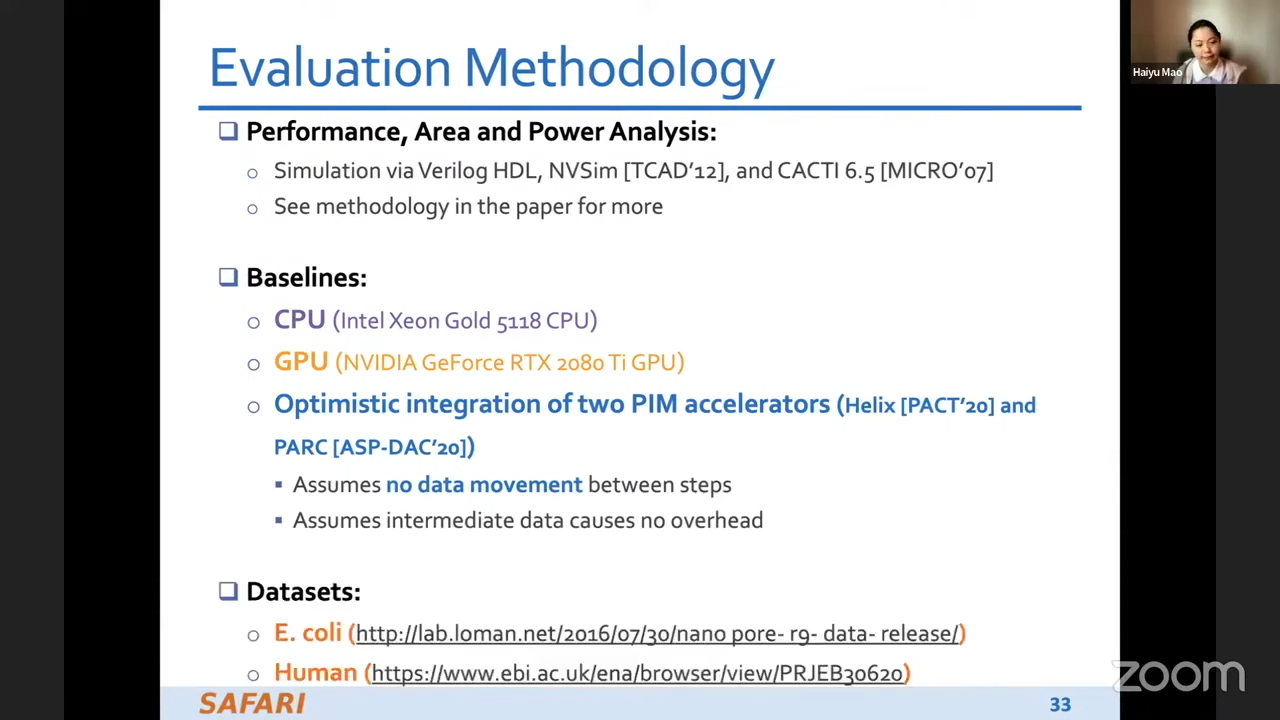 Evaluation Methodology
Haiyu Mao
❑ Performance, Area and Power Analysis:
○ Simulation via Verilog HDL, NVSim [TCAD’12], and CACTI 6.5 [MICRO’07]
○ See methodology in the paper for more
❑ Baselines:
○ CPU (Intel Xeon Gold 5118 CPU)
○ GPU (NVIDIA GeForce RTX 2080 Ti GPU)
○ Optimistic integration of two PIM accelerators (Helix [PACT’20] and
PARC [ASP-DAC’20])
▪ Assumes no data movement between steps
▪ Assumes intermediate data causes no overhead
❑ Datasets:
○ E. coli (http://lab.loman.net/2016/07/30/nano pore- r9- data- release/)
○ Human (https://www.ebi.ac.uk/ena/browser/view/PRJEB30620)
SAFARI
33
zoom